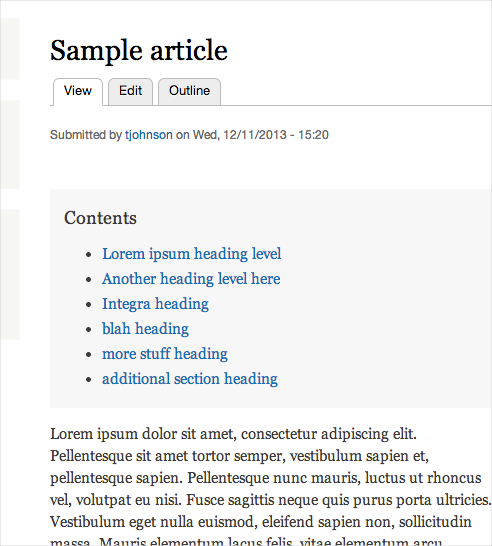 Sample article
View Edit Outline
Submitted by tjohnson on Wed, 12/11/2013 - 15:20
Contents
Lorem ipsum heading level
Another heading level here
Integra heading
blah heading
more stuff heading
additional section heading
Lorem ipsum dolor sit amet, consectetur adipiscing elit.
Pellentesque sit amet tortor semper, vestibulum sapien et,
pellentesque sapien. Pellentesque nunc mauris, luctus ut rhoncus
vel, volutpat eu nisi. Fusce sagittis neque quis purus porta ultricies.
Vestibulum eget nulla euismod, eleifend sapien non, sollicitudin
massa. Mauris elementum lacus felis, vitae elementum arcu